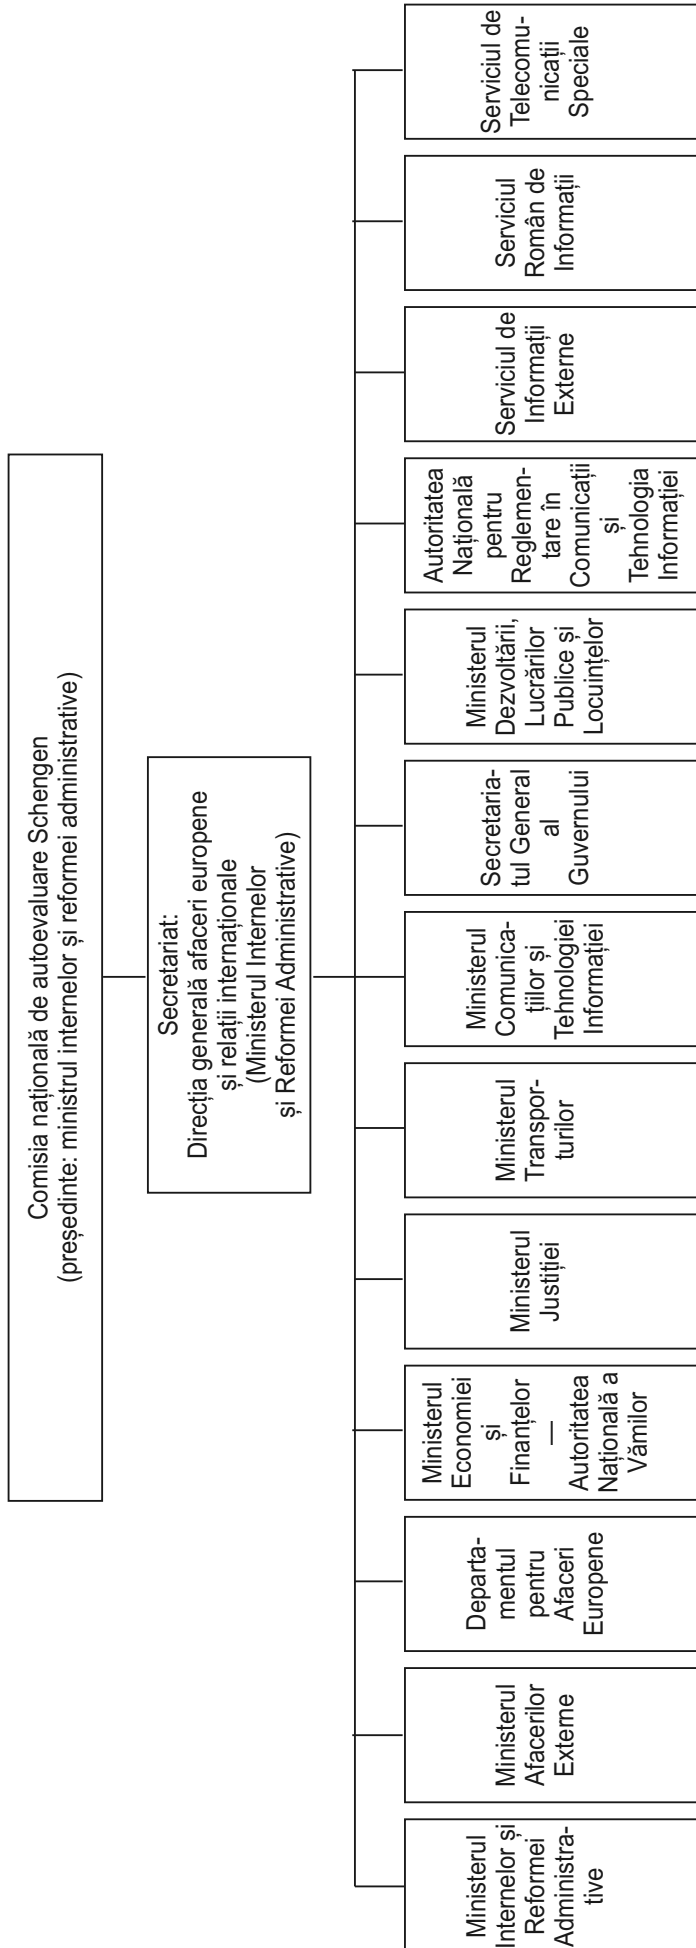 Comisia națională de autoevaluare Schengen
(președinte: ministrul internelor și reformei administrative)
Secretariat:
Direcția generală afaceri europene
și relații internaționale
(Ministerul Internelor
și Reformei Administrative)
Ministerul
Internelor și
Reformei
Administra-
tive
Ministerul
Afacerilor
Externe
Departa-
mentul
pentru
Afaceri
Europene
Ministerul
Economiei
și
Finanțelor
—
Autoritatea
Națională a
Vămilor
Ministerul
Justiției
Ministerul
Transpor-
turilor
Ministerul
Comunica-
țiilor și
Tehnologiei
Informației
Secretaria-
tul General
al
Guvernului
Ministerul
Dezvoltării,
Lucrărilor
Publice și
Locuințelor
Autoritatea
Națională
pentru
Reglemen-
tare în
Comunicații
și
Tehnologia
Informației
Serviciul de
Informații
Externe
Serviciul
Român de
Informații
Serviciul de
Telecomu-
nicații
Speciale